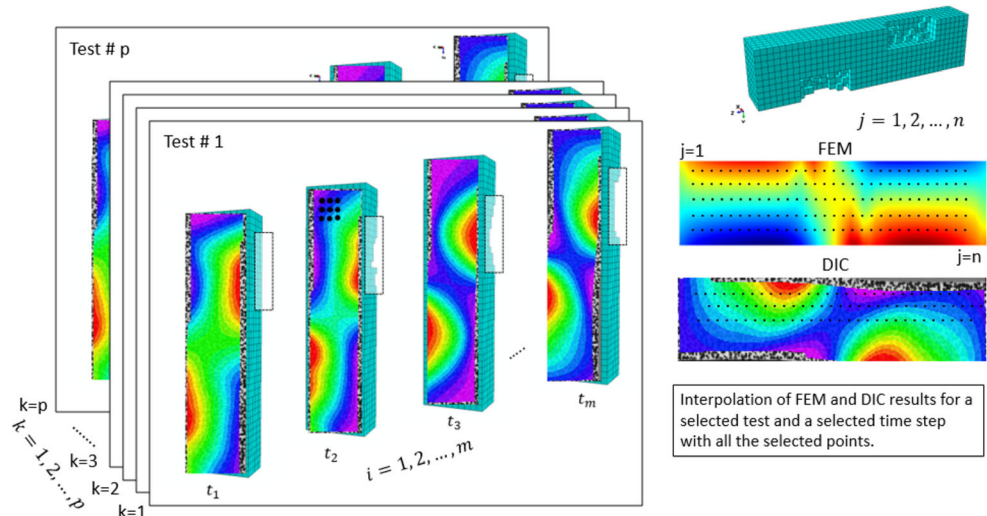 Test # p
Test # 1
t₁
t₂
t₃
.....
tₘ
i = 1, 2, ..., m
k=p
......
k=3
k=2
k=1
k = 1, 2, ..., p
j = 1, 2, ..., n
FEM
j=1
j=n
DIC
Interpolation of FEM and DIC results for a
selected test and a selected time step
with all the selected points.